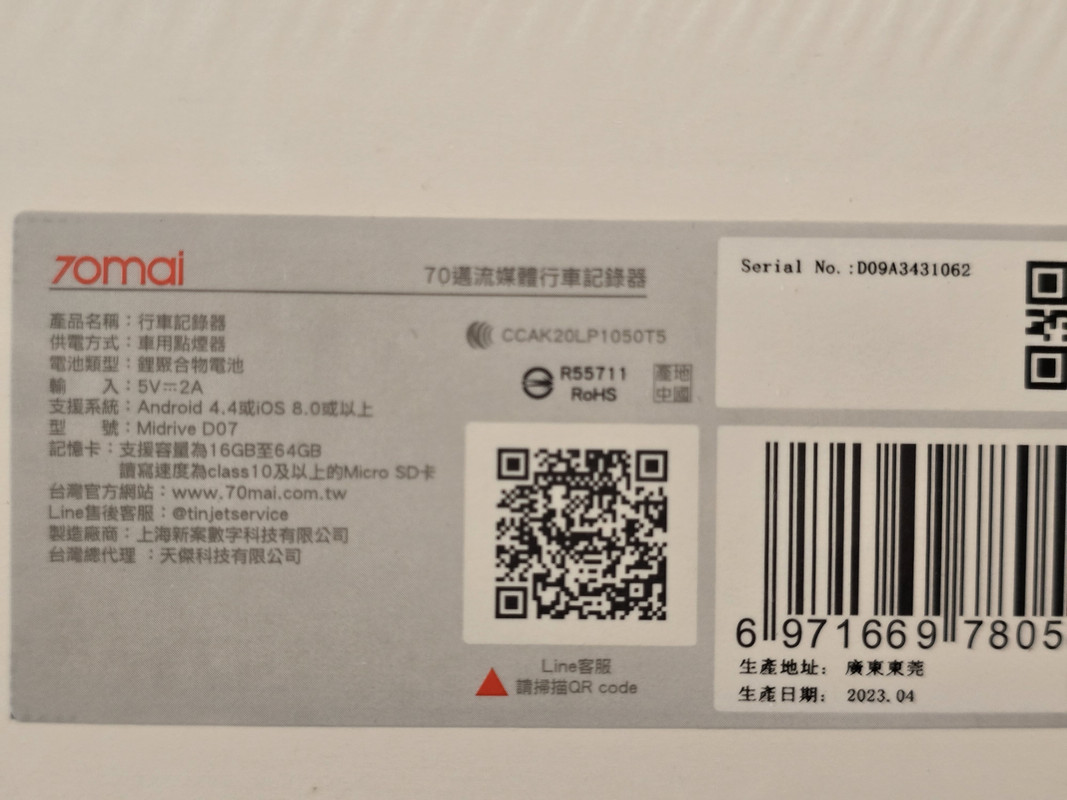 70mai
70邁流媒體行車記錄器
產品名稱：行車記錄器
供電方式：車用點煙器
電池類型：鋰聚合物電池
輸　　入：5V⎓2A
支援系統：Android 4.4或iOS 8.0或以上
型　　號：Midrive D07
記憶卡：支援容量為16GB至64GB
讀寫速度為class10及以上的Micro SD卡
台灣官方網站：www.70mai.com.tw
Line售後客服：@tinjetservice
製造廠商：上海新案數字科技有限公司
台灣總代理 ：天傑科技有限公司
CCAK20LP1050T5
R55711
RoHS
產地
中國
Line客服
請掃描QR code
Serial No.:D09A3431062
6 971669 7805
生產地址: 廣東東莞
生產日期: 2023.04